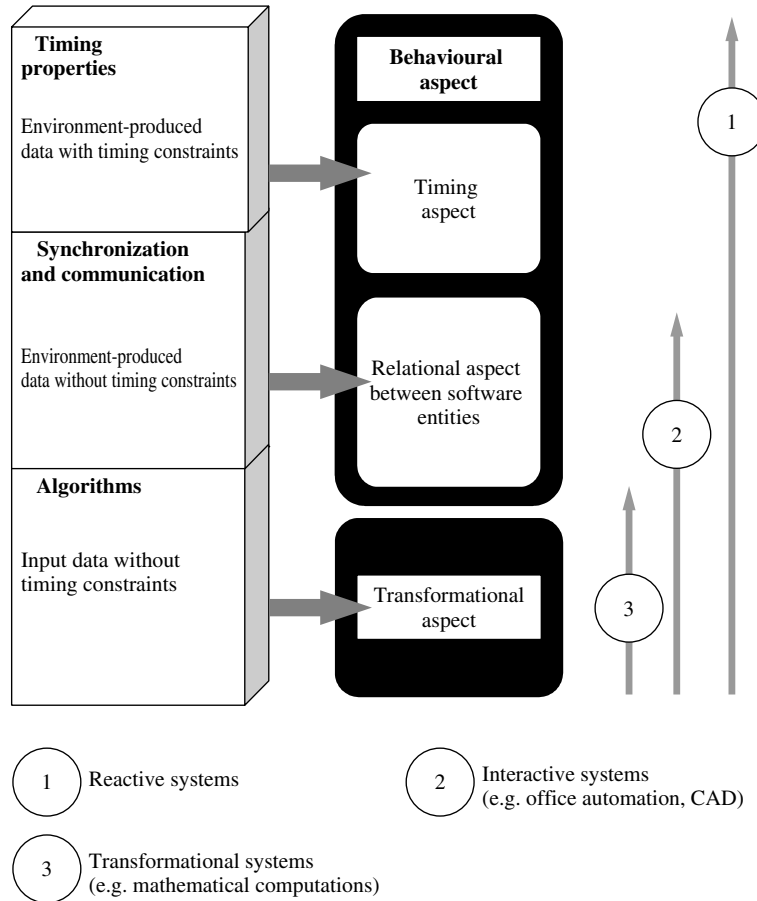 Timing
properties
Environment-produced
data with timing constraints
Synchronization
and communication
Environment-produced
data without timing constraints
Algorithms
Input data without
timing constraints
Behavioural
aspect
Timing
aspect
Relational aspect
between software
entities
Transformational
aspect
1
2
3
1 Reactive systems
2 Interactive systems
(e.g. office automation, CAD)
3 Transformational systems
(e.g. mathematical computations)